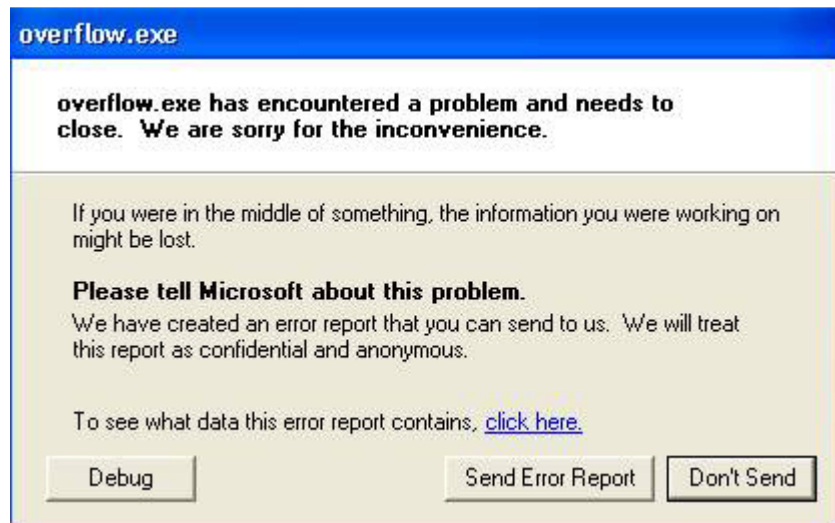 overflow.exe
overflow.exe has encountered a problem and needs to
close. We are sorry for the inconvenience.
If you were in the middle of something, the information you were working on
might be lost.
Please tell Microsoft about this problem.
We have created an error report that you can send to us. We will treat
this report as confidential and anonymous.
To see what data this error report contains, click here.
Debug
Send Error Report
Don't Send